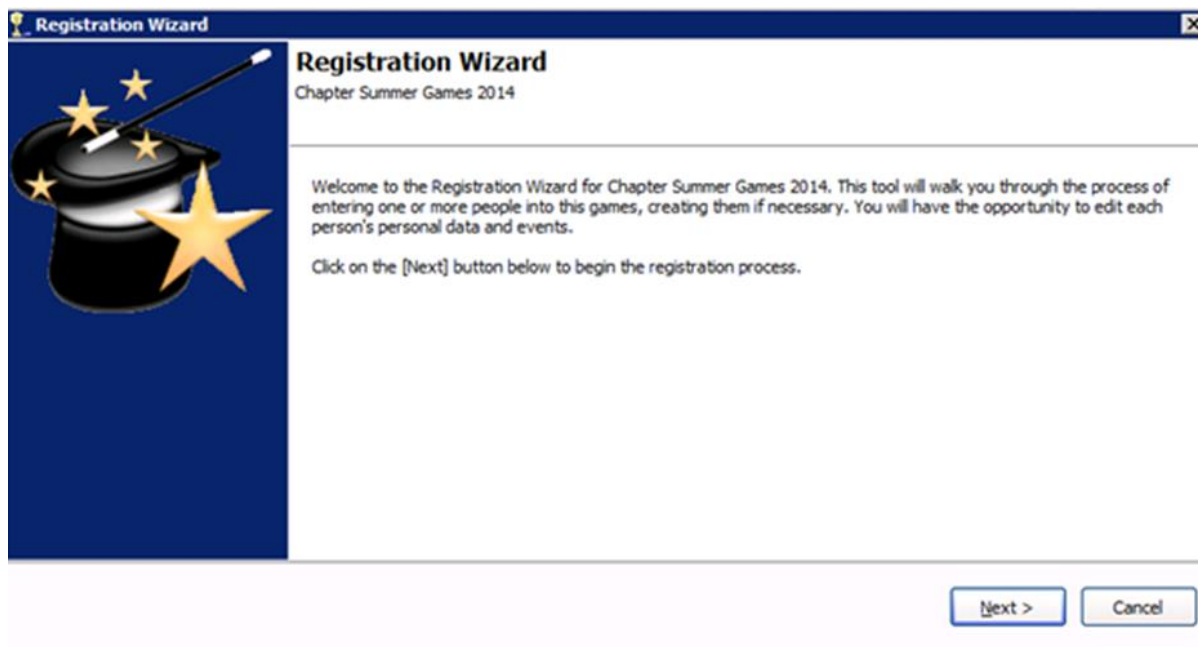 Registration Wizard
Registration Wizard
Chapter Summer Games 2014
Welcome to the Registration Wizard for Chapter Summer Games 2014. This tool will walk you through the process of
entering one or more people into this games, creating them if necessary. You will have the opportunity to edit each
person's personal data and events.
Click on the [Next] button below to begin the registration process.
Next >
Cancel